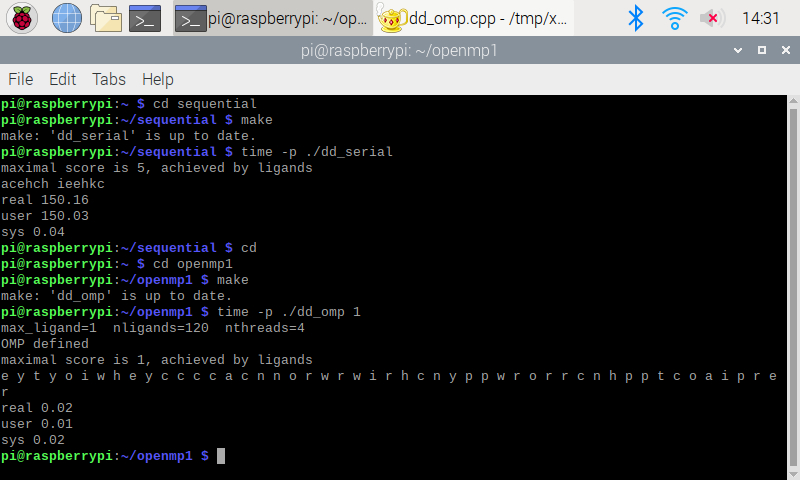 pi@raspberrypi: ~/op... dd_omp.cpp - /tmp/x... 14:31
pi@raspberrypi: ~/openmp1
File Edit Tabs Help
pi@raspberrypi:~ $ cd sequential
pi@raspberrypi:~/sequential $ make
make: 'dd_serial' is up to date.
pi@raspberrypi:~/sequential $ time -p ./dd_serial
maximal score is 5, achieved by ligands
acehch ieehkc
real 150.16
user 150.03
sys 0.04
pi@raspberrypi:~/sequential $ cd
pi@raspberrypi:~ $ cd openmp1
pi@raspberrypi:~/openmp1 $ make
make: 'dd_omp' is up to date.
pi@raspberrypi:~/openmp1 $ time -p ./dd_omp 1
max_ligand=1  nligands=120  nthreads=4
OMP defined
maximal score is 1, achieved by ligands
e y t y o i w h e y c c c c a c n n o r w r w i r h c n y p p w r o r r c n h p p t c o a i p r e
r
real 0.02
user 0.01
sys 0.02
pi@raspberrypi:~/openmp1 $